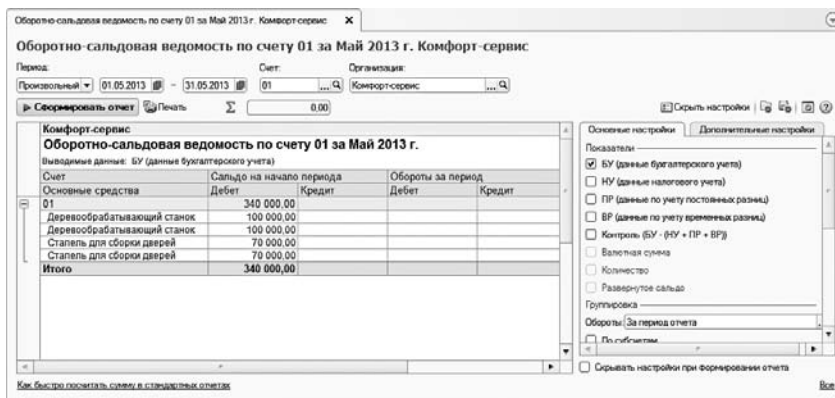 Оборотно-сальдовая ведомость по счету 01 за Май 2013 г. Комфорт-сервис
Оборотно-сальдовая ведомость по счету 01 за Май 2013 г. Комфорт-сервис
Период: Счет: Организация:
Произвольный 01.05.2013 – 31.05.2013 01 ... Комфорт-сервис ...
Сформировать отчет Печать Σ 0,00 Скрыть настройки
Комфорт-сервис
Оборотно-сальдовая ведомость по счету 01 за Май 2013 г.
Выводимые данные: БУ (данные бухгалтерского учета)
Счет Сальдо на начало периода Обороты за период
Основные средства Дебет Кредит Дебет Кредит
01 340 000,00
Деревообрабатывающий станок 100 000,00
Деревообрабатывающий станок 100 000,00
Стапель для сборки дверей 70 000,00
Стапель для сборки дверей 70 000,00
Итого 340 000,00
Основные настройки Дополнительные настройки
Показатели
БУ (данные бухгалтерского учета)
НУ (данные налогового учета)
ПР (данные по учету постоянных разниц)
ВР (данные по учету временных разниц)
Контроль (БУ - (НУ + ПР + ВР))
Валютная сумма
Количество
Развернутое сальдо
Группировка
Обороты: За период отчета
По субсчетам
Скрывать настройки при формировании отчета
Как быстро посчитать сумму в стандартных отчетах Все